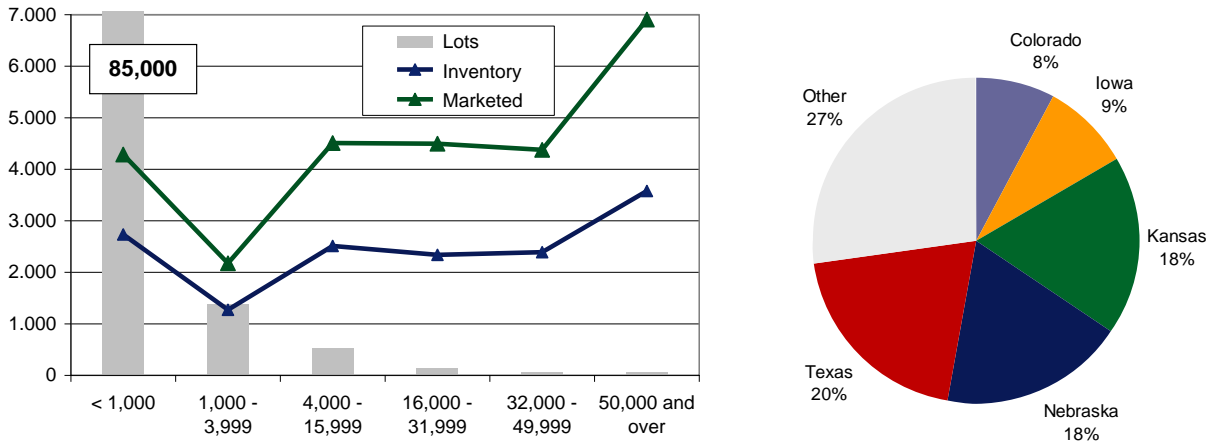 7.000
6.000
5.000
4.000
3.000
2.000
1.000
0
85,000
Lots
Inventory
Marketed
< 1,000
1,000 -
3,999
4,000 -
15,999
16,000 -
31,999
32,000 -
49,999
50,000 and
over
Colorado
8%
Iowa
9%
Kansas
18%
Nebraska
18%
Texas
20%
Other
27%